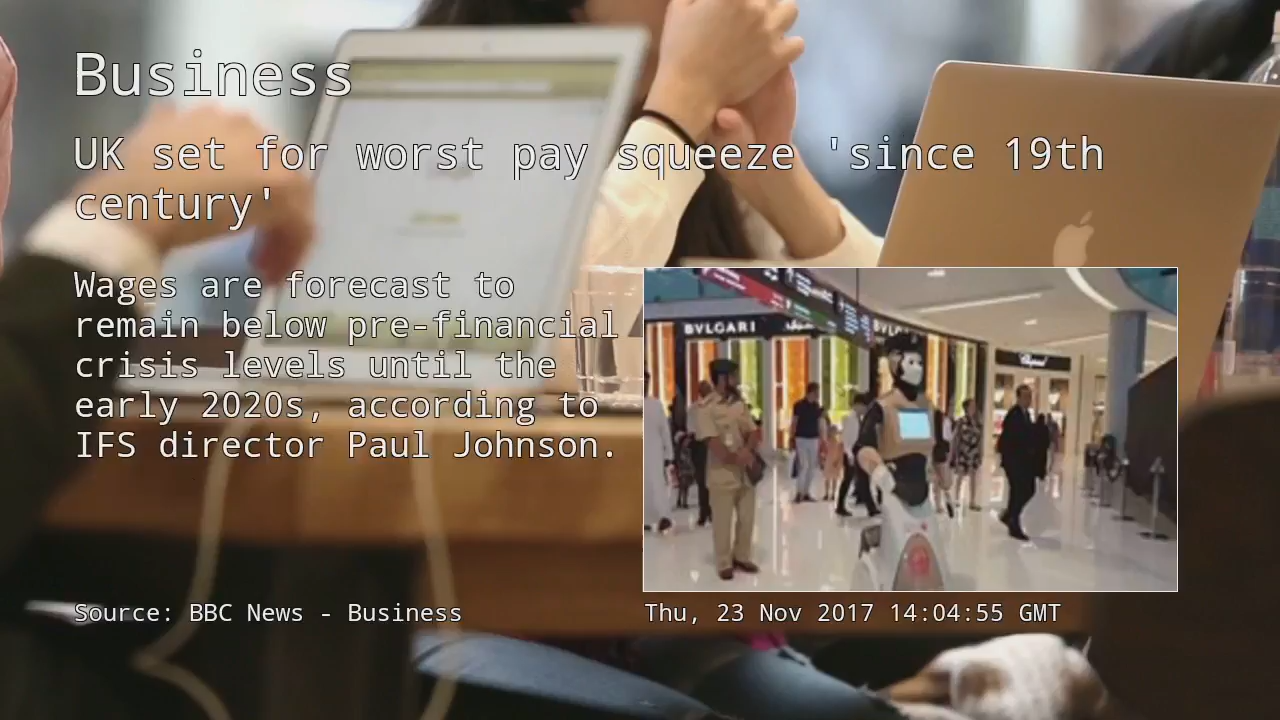 Business
UK set for worst pay squeeze 'since 19th
century'
Wages are forecast to
remain below pre-financial
crisis levels until the
early 2020s, according to
IFS director Paul Johnson.
BVLGARI
BVLGARI
Chopard
Source: BBC News - Business
Thu, 23 Nov 2017 14:04:55 GMT